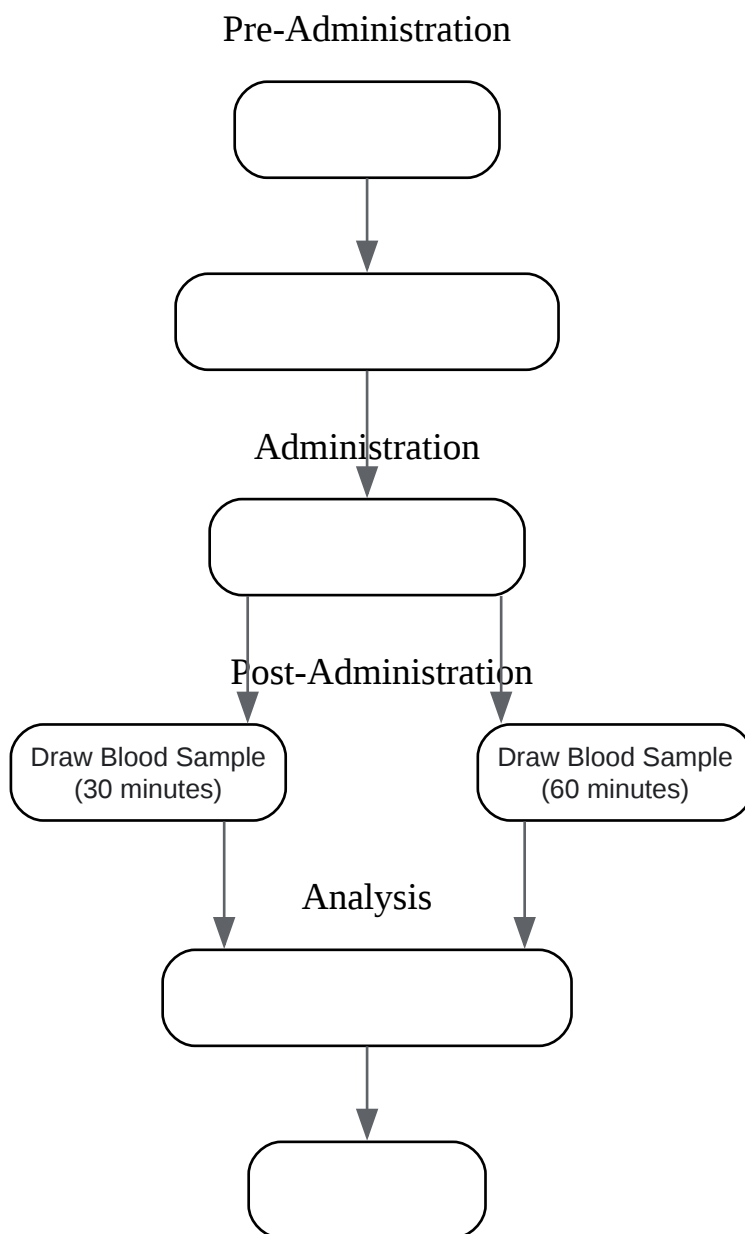 Pre-Administration
Administration
Post-Administration
Draw Blood Sample
(30 minutes)
Draw Blood Sample
(60 minutes)
Analysis